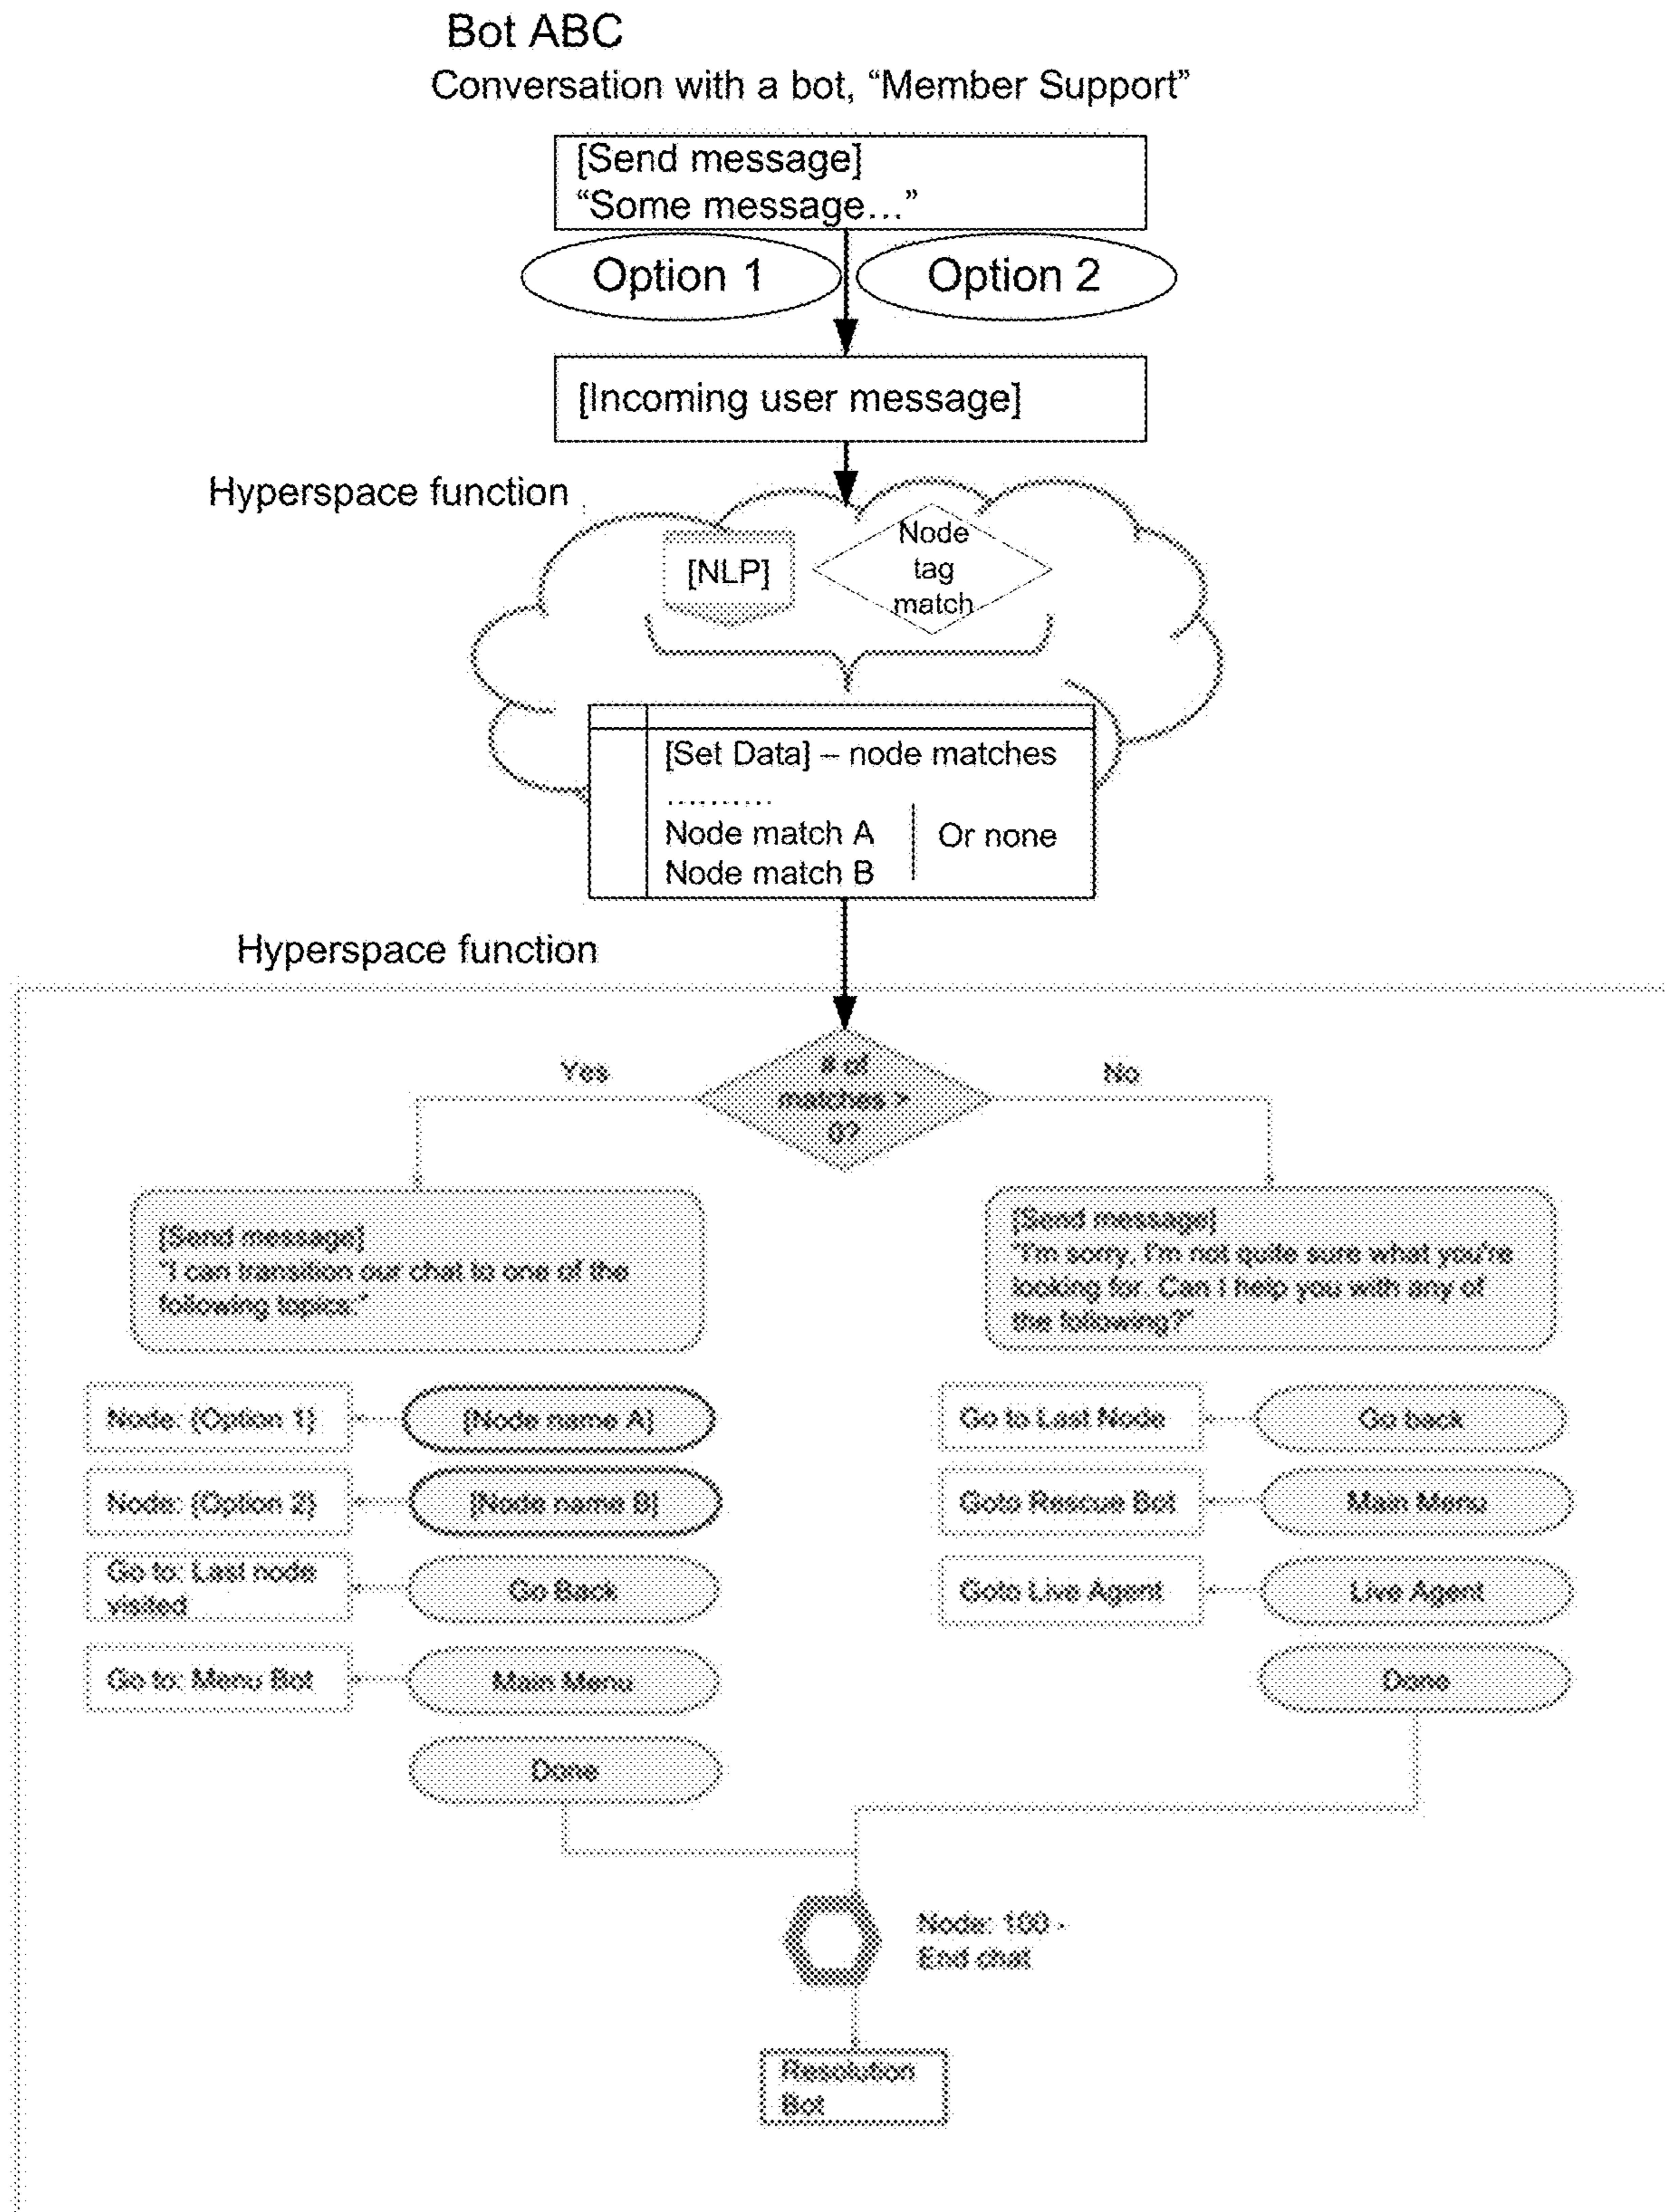 Bot ABC
Conversation with a bot, “Member Support”
[Send message]
“Some message...”
Option 1
Option 2
[Incoming user message]
Hyperspace function
[NLP]
Node
tag
match
[Set Data] – node matches
..........
Node match A
Node match B
Or none
Hyperspace function
# of
matches >
0?
Yes
No
[Send message]
"I can transition our chat to one of the
following topics:"
[Send message]
"I'm sorry, I'm not quite sure what you're
looking for. Can I help you with any of
the following?"
Node: {Option 1}
[Node name A]
Node: {Option 2}
[Node name B]
Go to: Last node
visited
Go Back
Go to: Menu Bot
Main Menu
Done
Go to Last Node
Go back
Goto Rescue Bot
Main Menu
Goto Live Agent
Live Agent
Done
Node: 100 -
End chat
Resolution
Bot